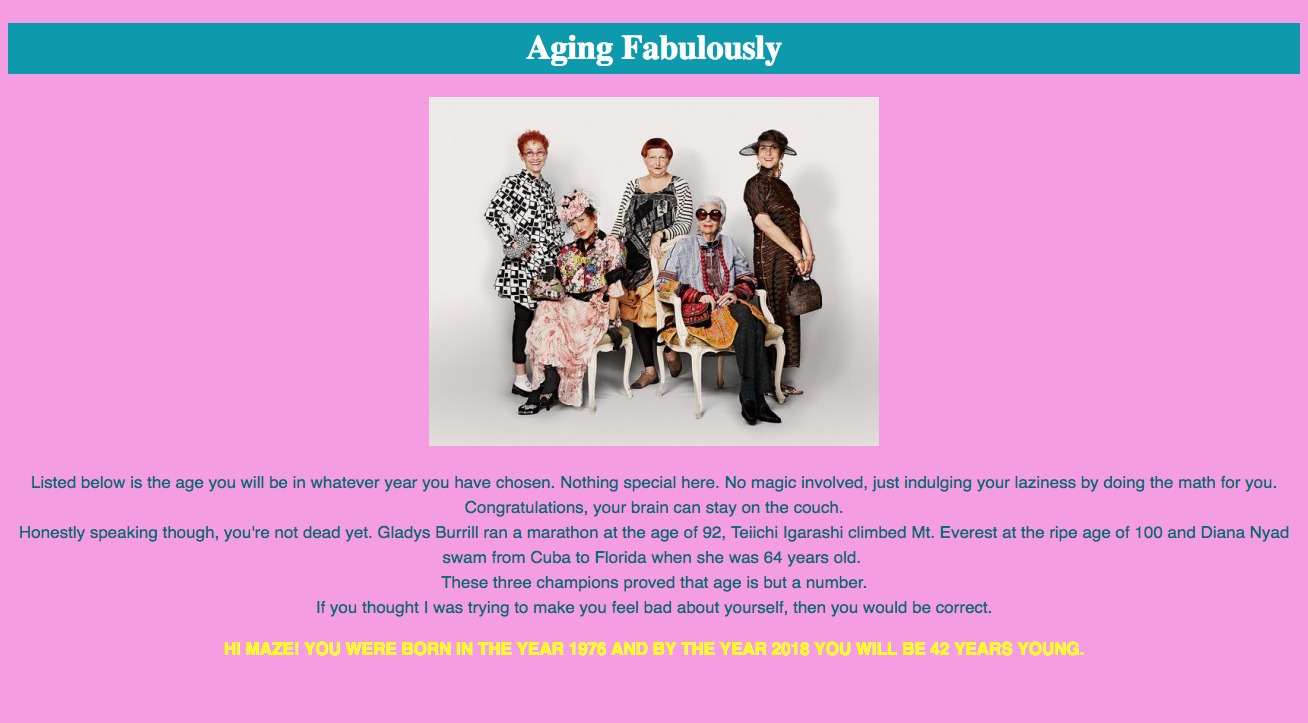 Aging Fabulously
Listed below is the age you will be in whatever year you have chosen. Nothing special here. No magic involved, just indulging your laziness by doing the math for you.
Congratulations, your brain can stay on the couch.
Honestly speaking though, you're not dead yet. Gladys Burrill ran a marathon at the age of 92, Teiichi Igarashi climbed Mt. Everest at the ripe age of 100 and Diana Nyad
swam from Cuba to Florida when she was 64 years old.
These three champions proved that age is but a number.
If you thought I was trying to make you feel bad about yourself, then you would be correct.
HI MAZE! YOU WERE BORN IN THE YEAR 1976 AND BY THE YEAR 2018 YOU WILL BE 42 YEARS YOUNG.